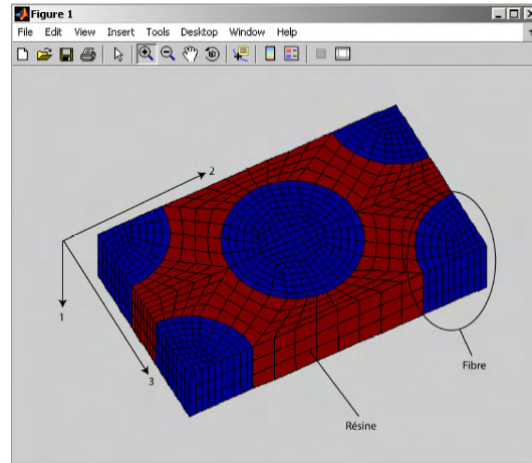 Figure 1
File Edit View Insert Tools Desktop Window Help
2
1
3
Fibre
Résine